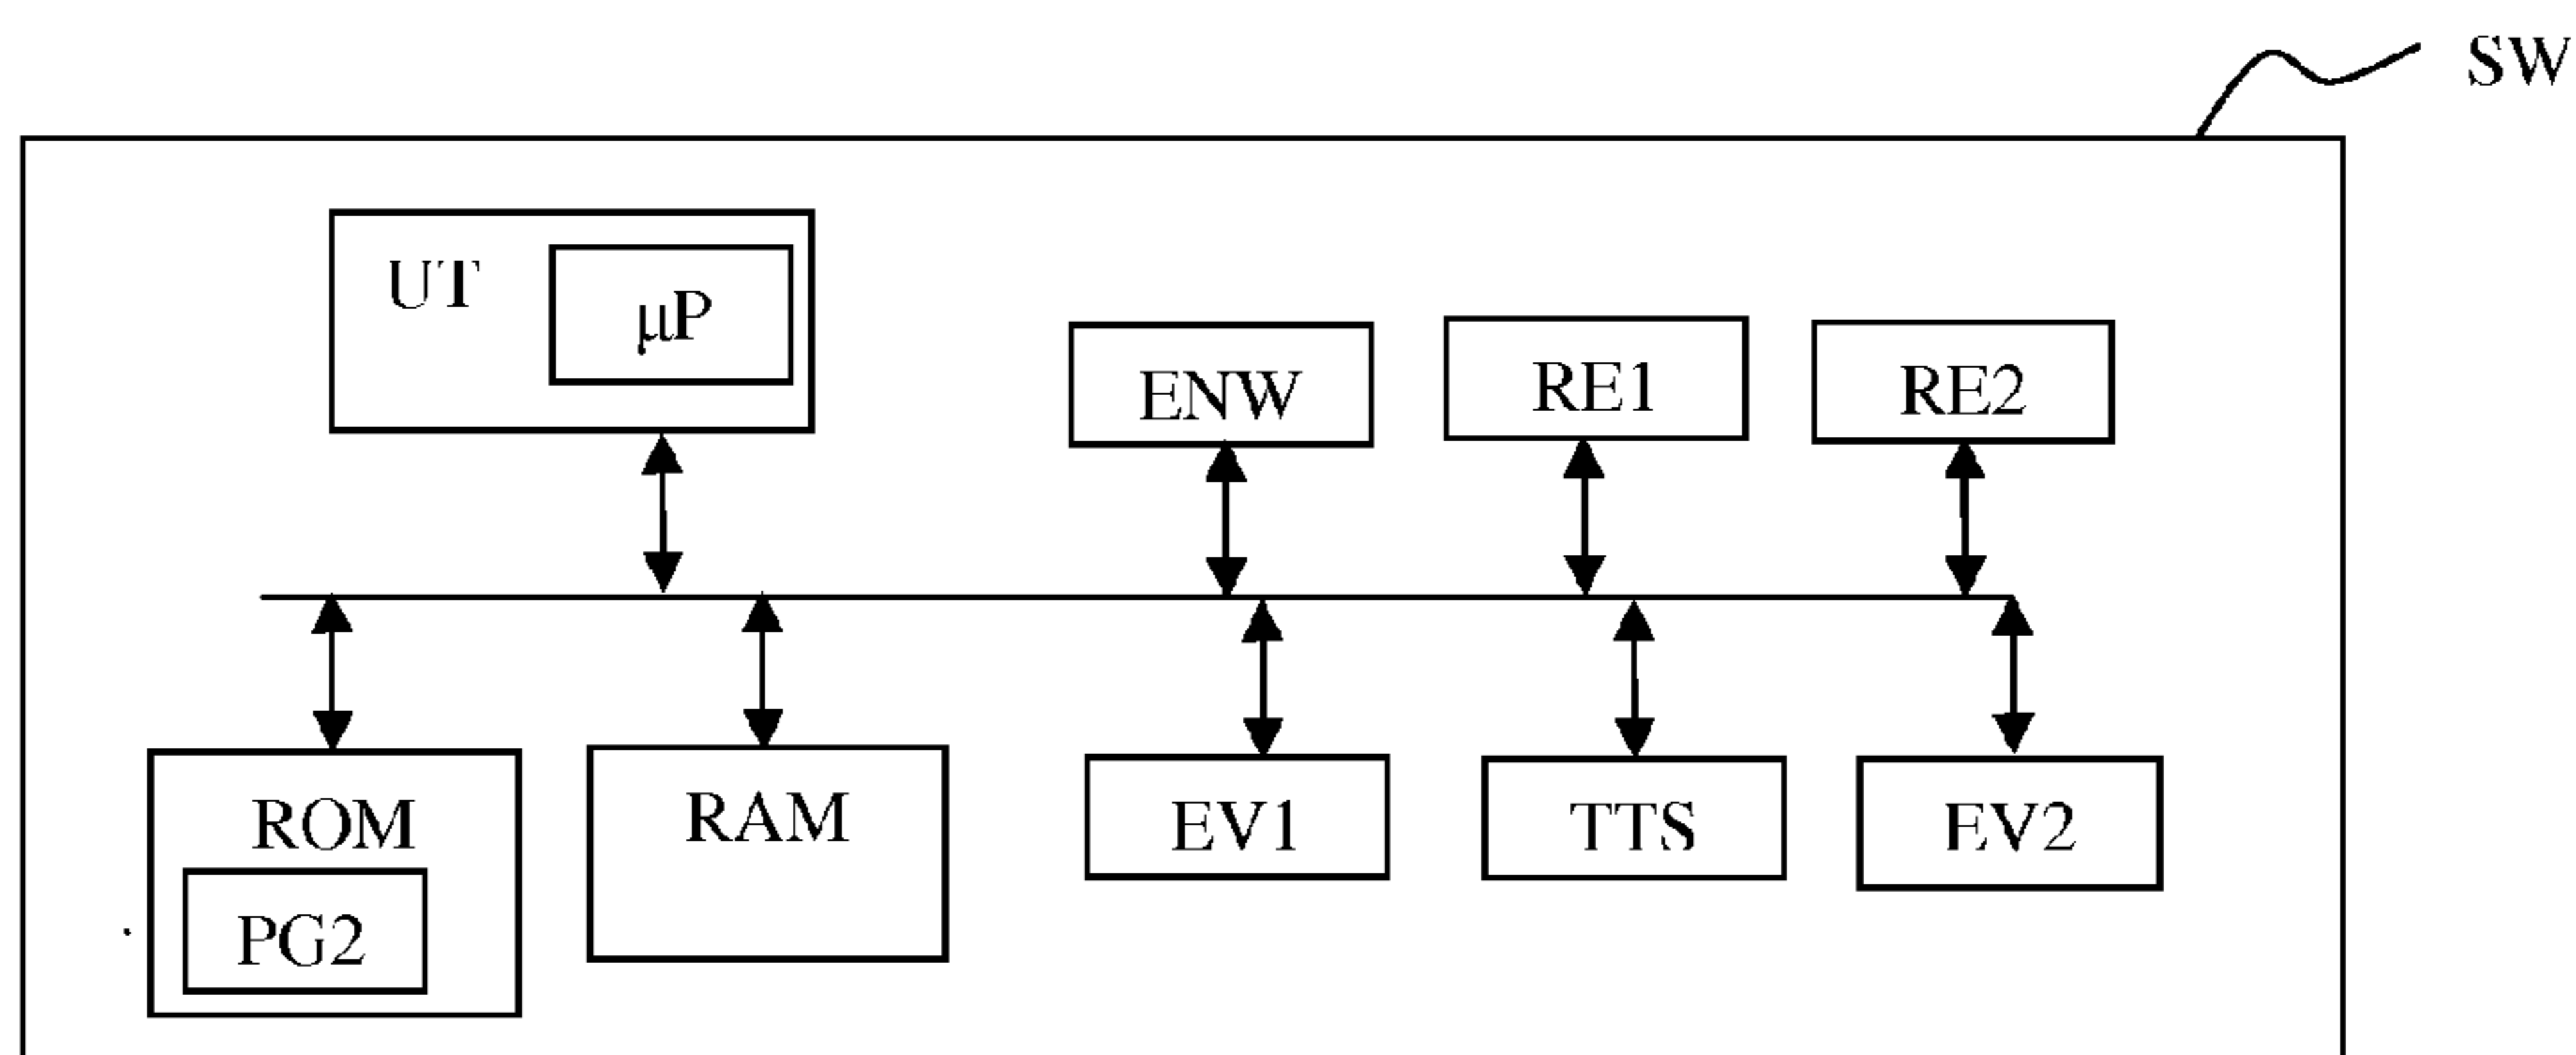 SW
UT
μP
ENW
RE1
RE2
ROM
RAM
EV1
TTS
EV2
PG2